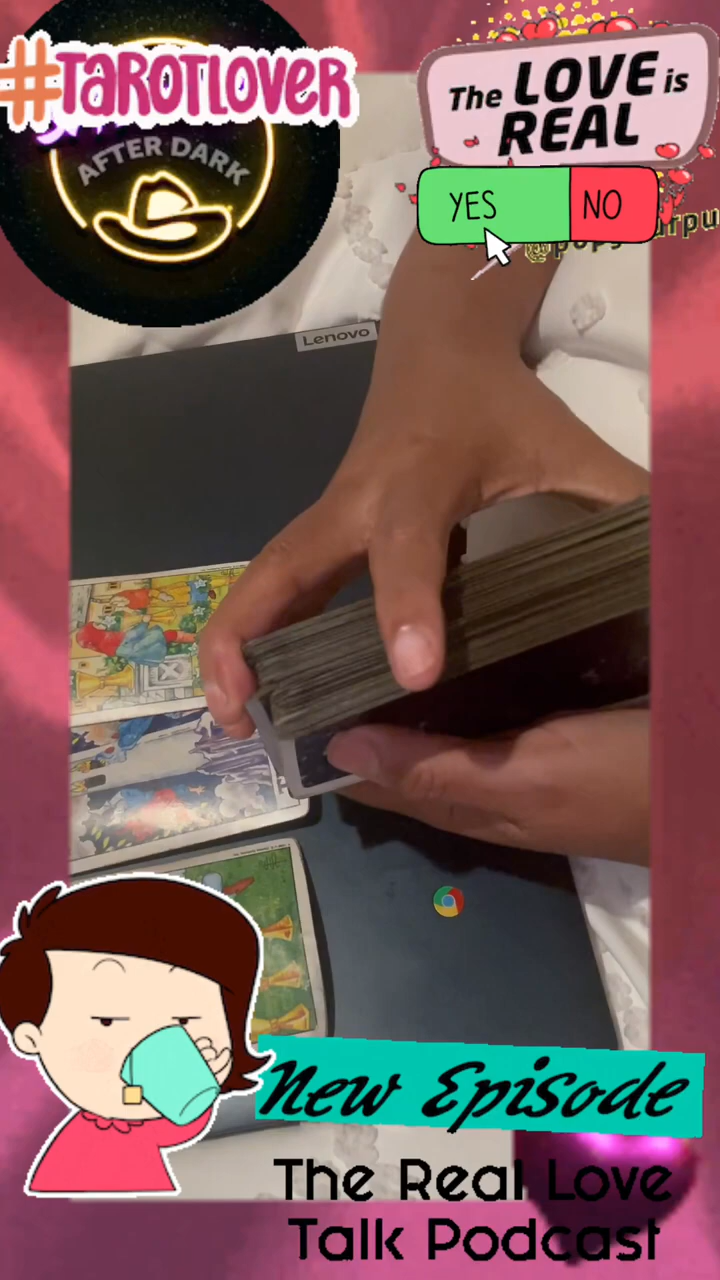 #TAROTLOVER
AFTER DARK
The LOVE is
REAL
YES NO
Lenovo
New Episode
The Real Love
Talk Podcast